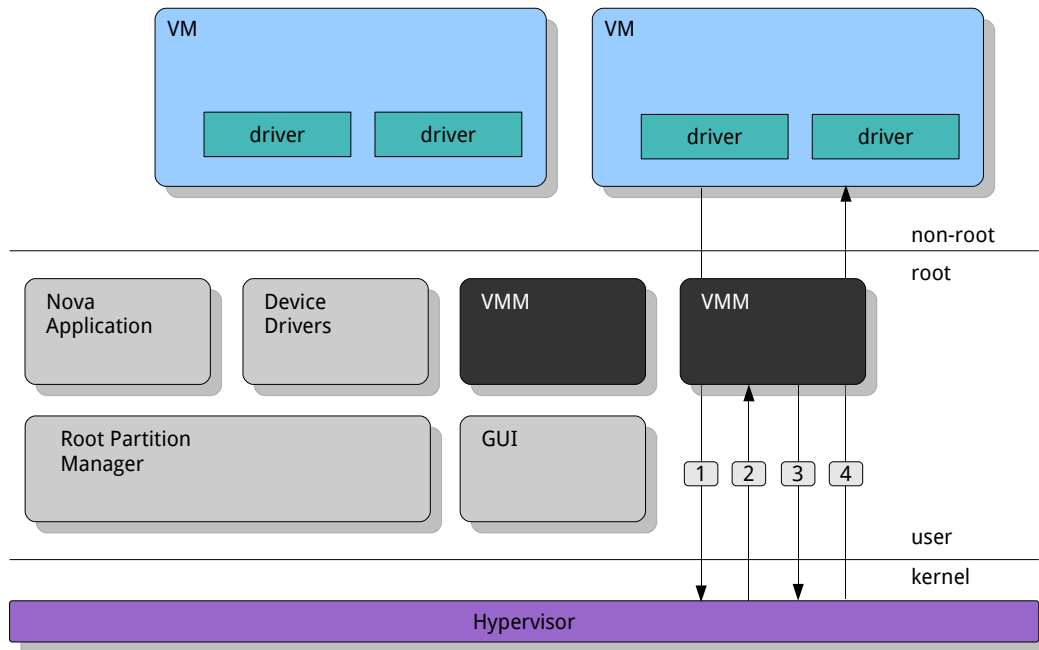 VM
VM
driver
driver
driver
driver
non-root
root
Nova
Application
Device
Drivers
VMM
VMM
Root Partition
Manager
GUI
1
2
3
4
user
kernel
Hypervisor